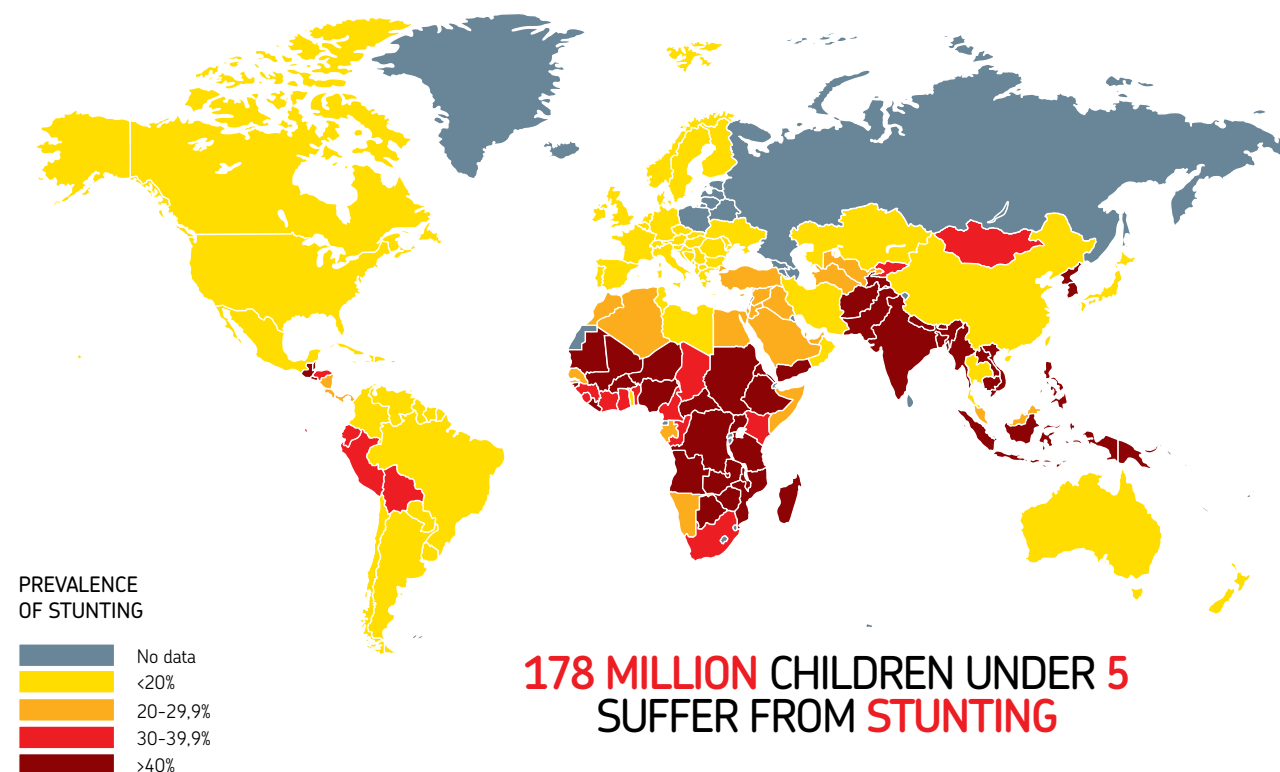 PREVALENCE
OF STUNTING
No data
<20%
20-29,9%
30-39,9%
>40%
178 MILLION CHILDREN UNDER 5
SUFFER FROM STUNTING